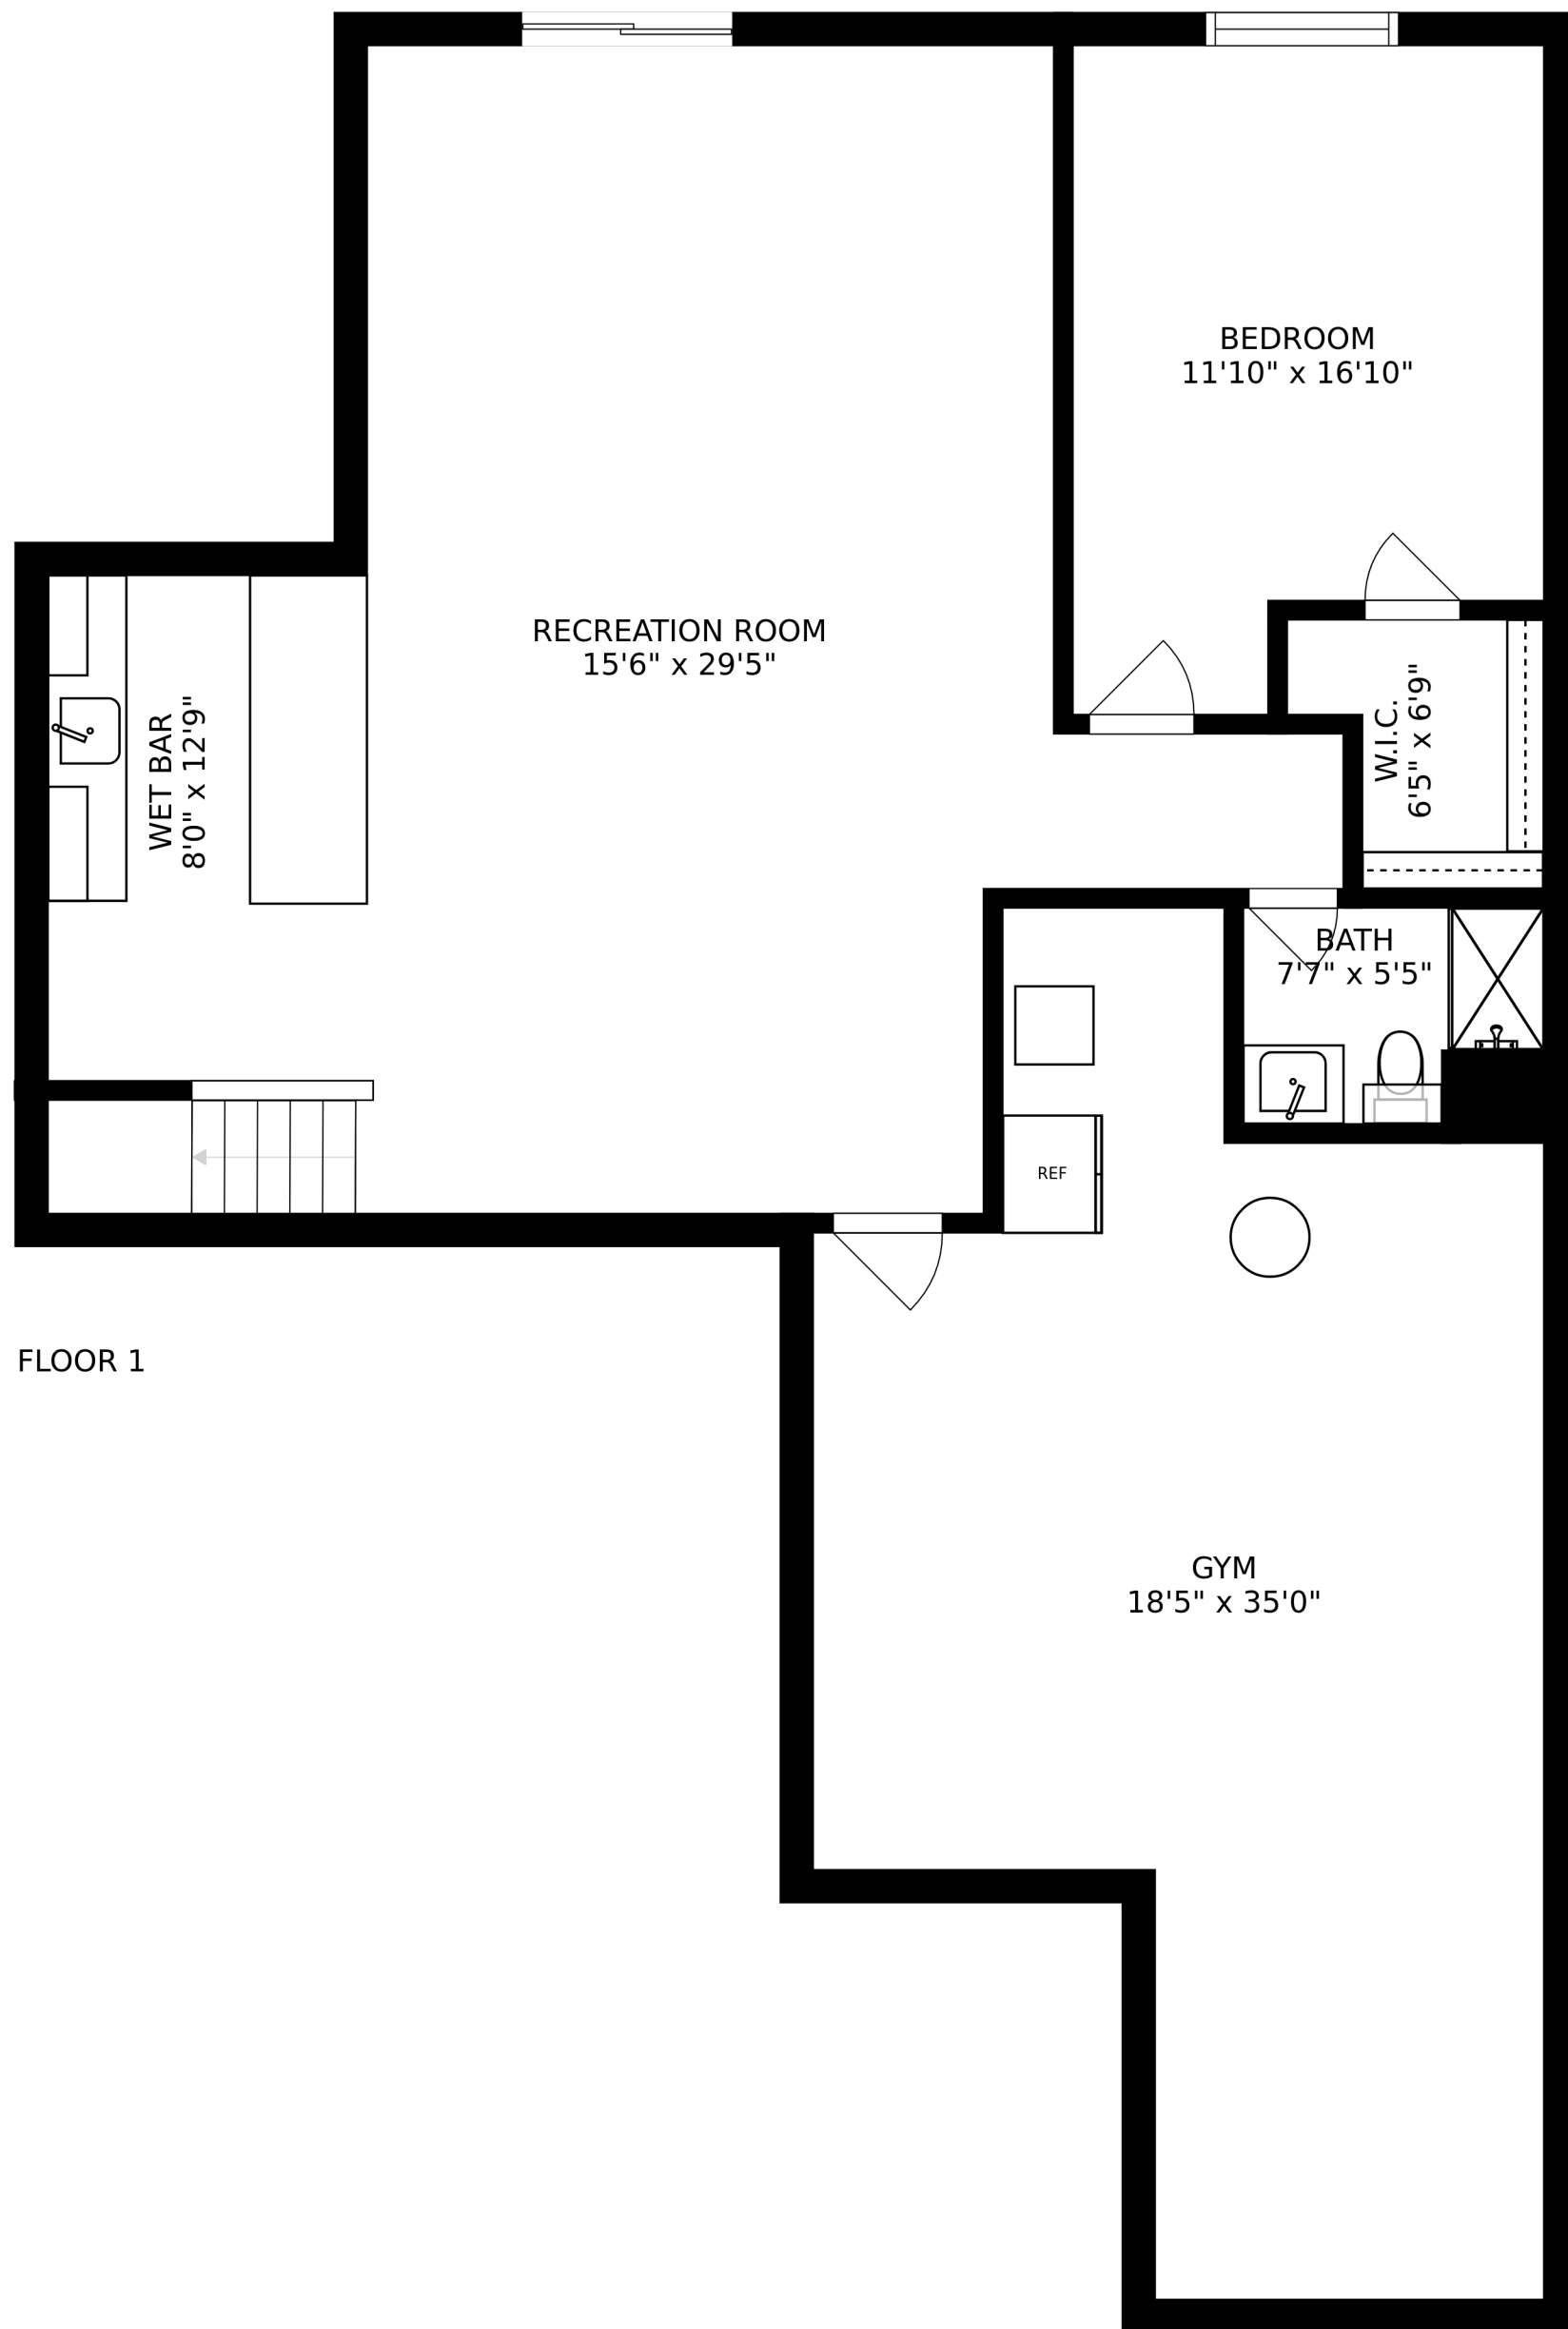 BEDROOM
11'10" x 16'10"
RECREATION ROOM
15'6" x 29'5"
WET BAR
8'0" x 12'9"
W.I.C.
6'5" x 6'9"
BATH
7'7" x 5'5"
REF
FLOOR 1
GYM
18'5" x 35'0"